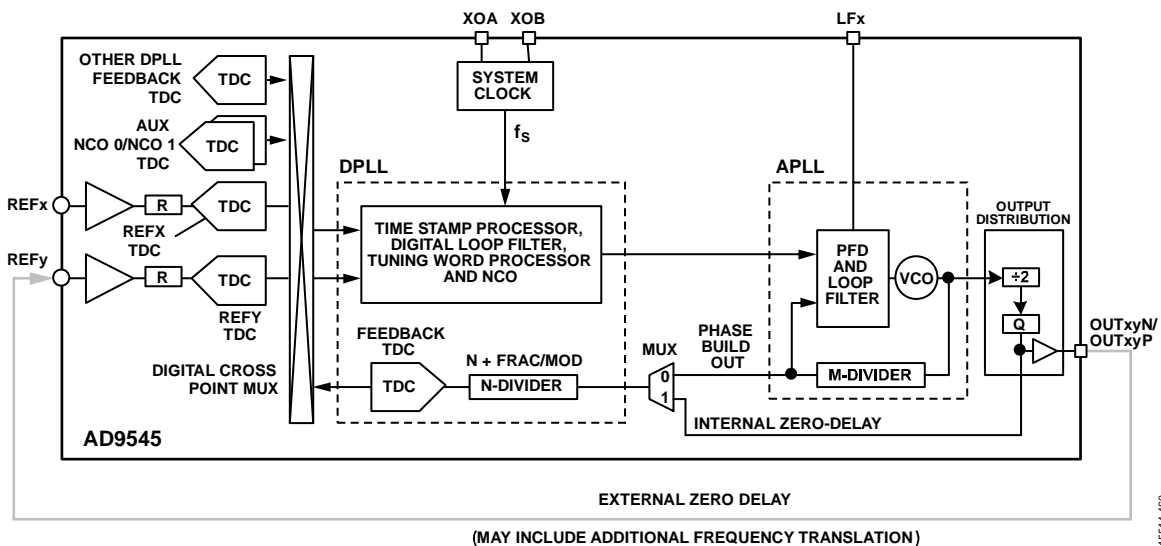 XOA
XOB
LFx
OTHER DPLL
FEEDBACK
TDC
TDC
SYSTEM
CLOCK
AUX
NCO 0/NCO 1
TDC
TDC
fS
DPLL
APLL
REFx
R
TDC
REFX
TDC
TIME STAMP PROCESSOR,
DIGITAL LOOP FILTER,
TUNING WORD PROCESSOR
AND NCO
PFD
AND
LOOP
FILTER
VCO
OUTPUT
DISTRIBUTION
÷2
Q
OUTxyN/
OUTxyP
REFy
R
TDC
REFY
TDC
FEEDBACK
TDC
TDC
N + FRAC/MOD
N-DIVIDER
MUX
0
1
PHASE
BUILD
OUT
M-DIVIDER
DIGITAL CROSS
POINT MUX
INTERNAL ZERO-DELAY
AD9545
EXTERNAL ZERO DELAY
(MAY INCLUDE ADDITIONAL FREQUENCY TRANSLATION)